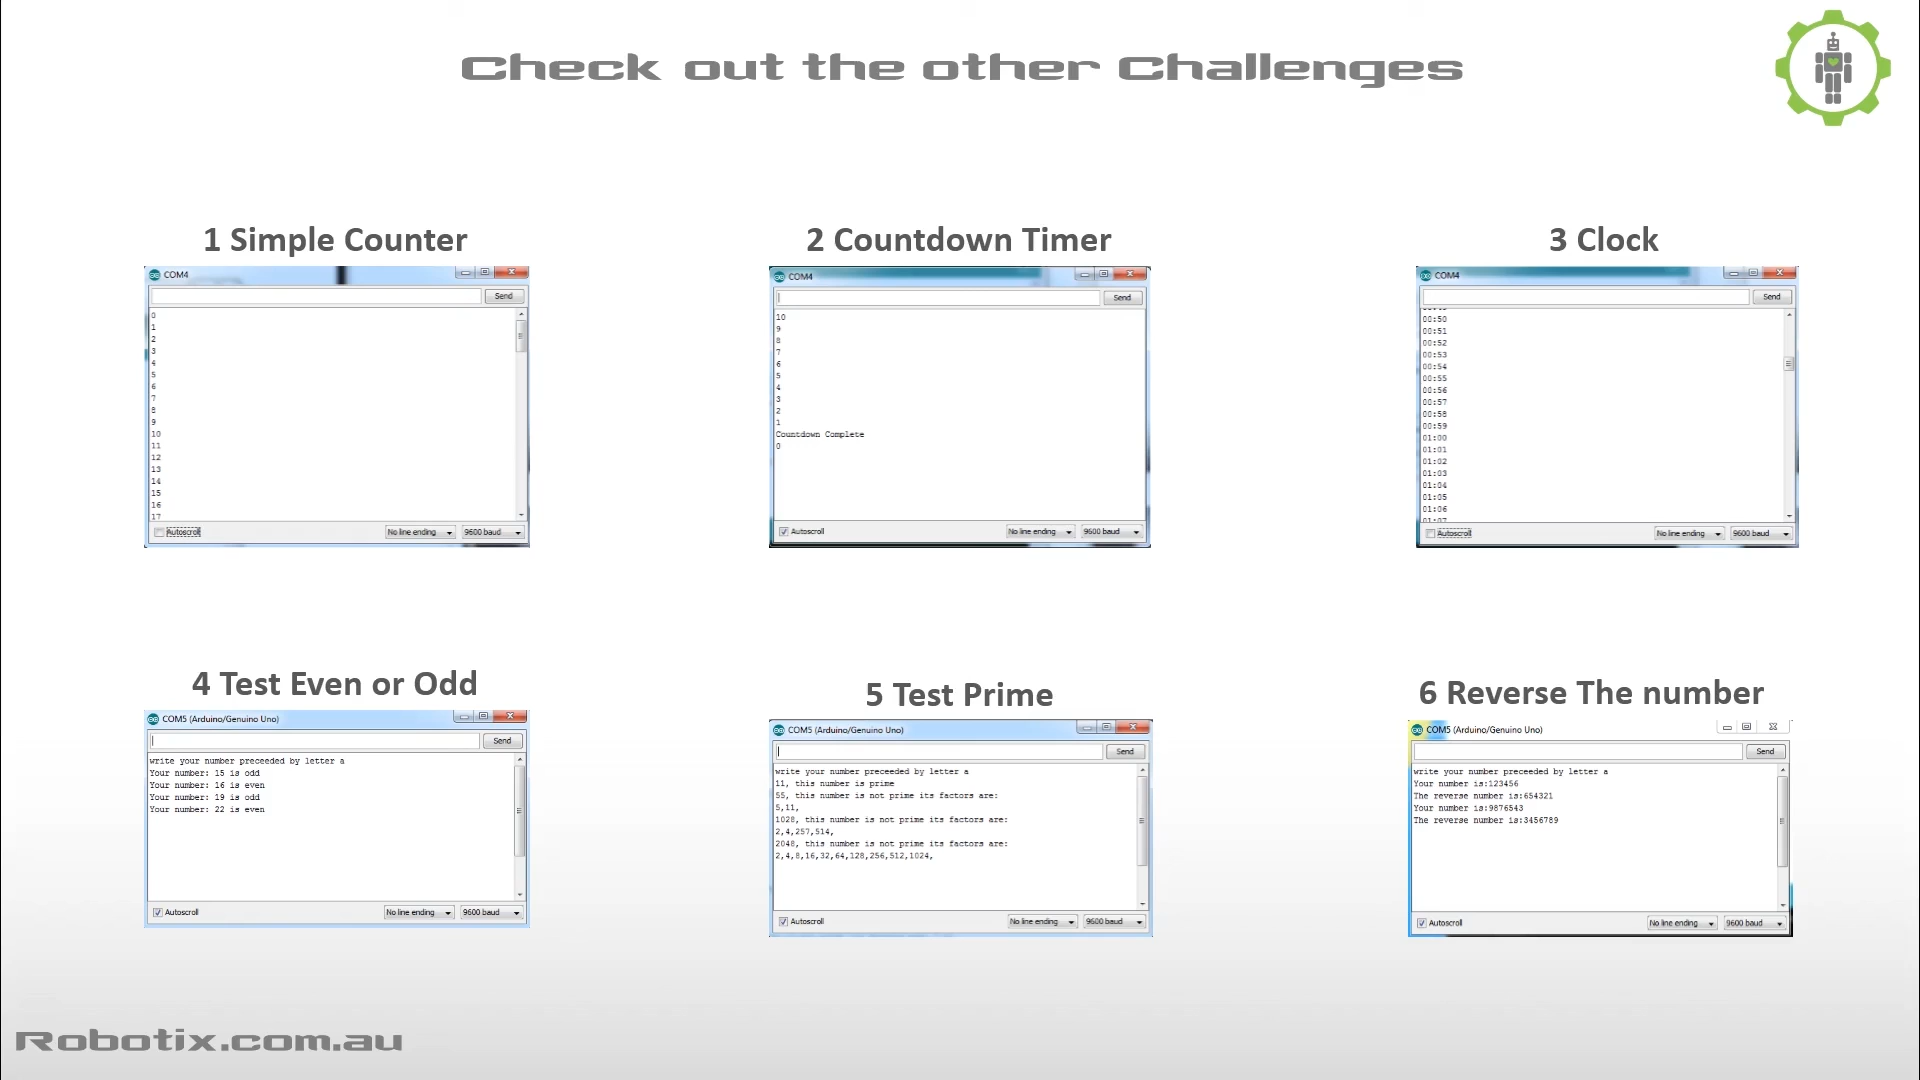 Check out the other Challenges
1 Simple Counter
COM4
Send
0
1
2
3
4
5
6
7
8
9
10
11
12
13
14
15
16
17
Autoscroll
No line ending
9600 baud
2 Countdown Timer
COM4
Send
10
9
8
7
6
5
4
3
2
1
Countdown Complete
0
Autoscroll
No line ending
9600 baud
3 Clock
COM4
Send
00:50
00:51
00:52
00:53
00:54
00:55
00:56
00:57
00:58
00:59
01:00
01:01
01:02
01:03
01:04
01:05
01:06
01:07
Autoscroll
No line ending
9600 baud
4 Test Even or Odd
COM5 (Arduino/Genuino Uno)
Send
write your number preceeded by letter a
Your number: 15 is odd
Your number: 16 is even
Your number: 19 is odd
Your number: 22 is even
Autoscroll
No line ending
9600 baud
5 Test Prime
COM5 (Arduino/Genuino Uno)
Send
write your number preceeded by letter a
11, this number is prime
55, this number is not prime its factors are:
5,11,
1028, this number is not prime its factors are:
2,4,257,514,
2048, this number is not prime its factors are:
2,4,8,16,32,64,128,256,512,1024,
Autoscroll
No line ending
9600 baud
6 Reverse The number
COM5 (Arduino/Genuino Uno)
Send
write your number preceeded by letter a
Your number is:123456
The reverse number is:654321
Your number is:9876543
The reverse number is:3456789
Autoscroll
No line ending
9600 baud
Robotix.com.au